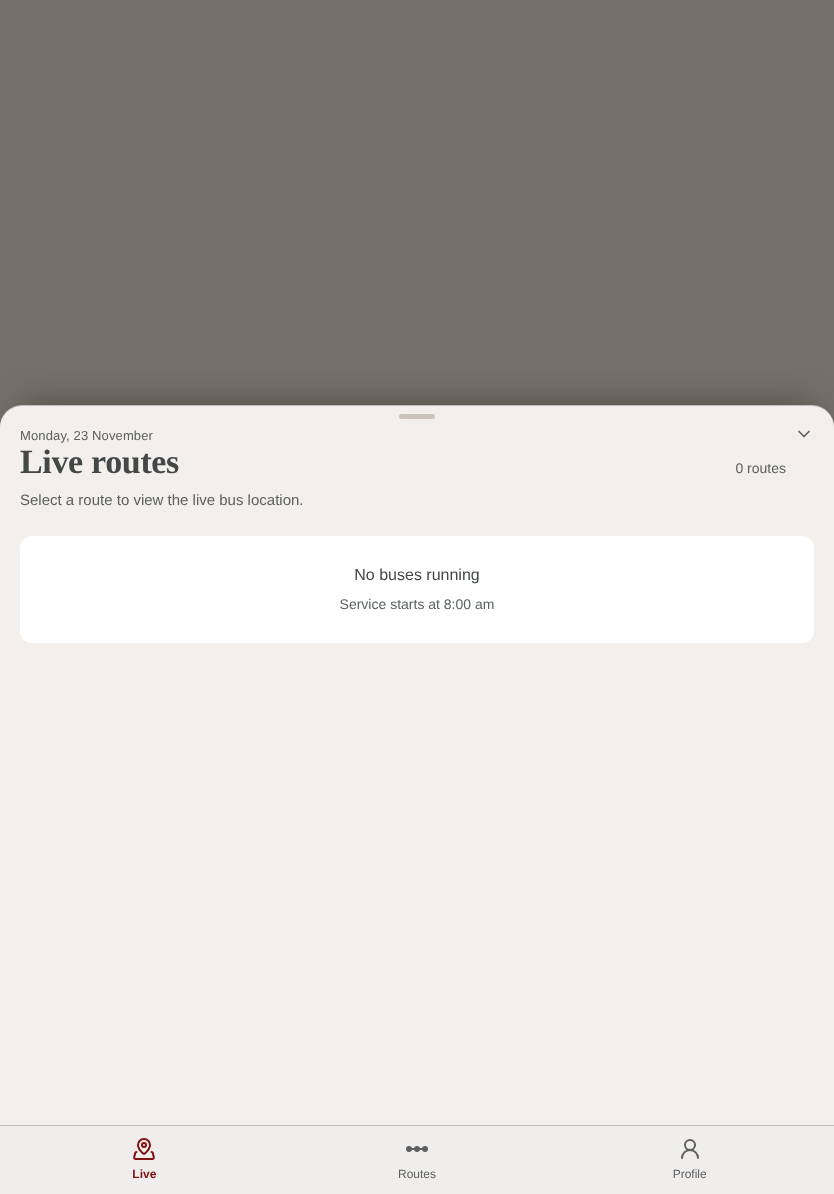 Monday, 23 November
Live routes
0 routes
Select a route to view the live bus location.
No buses running
Service starts at 8:00 am
Live
Routes
Profile